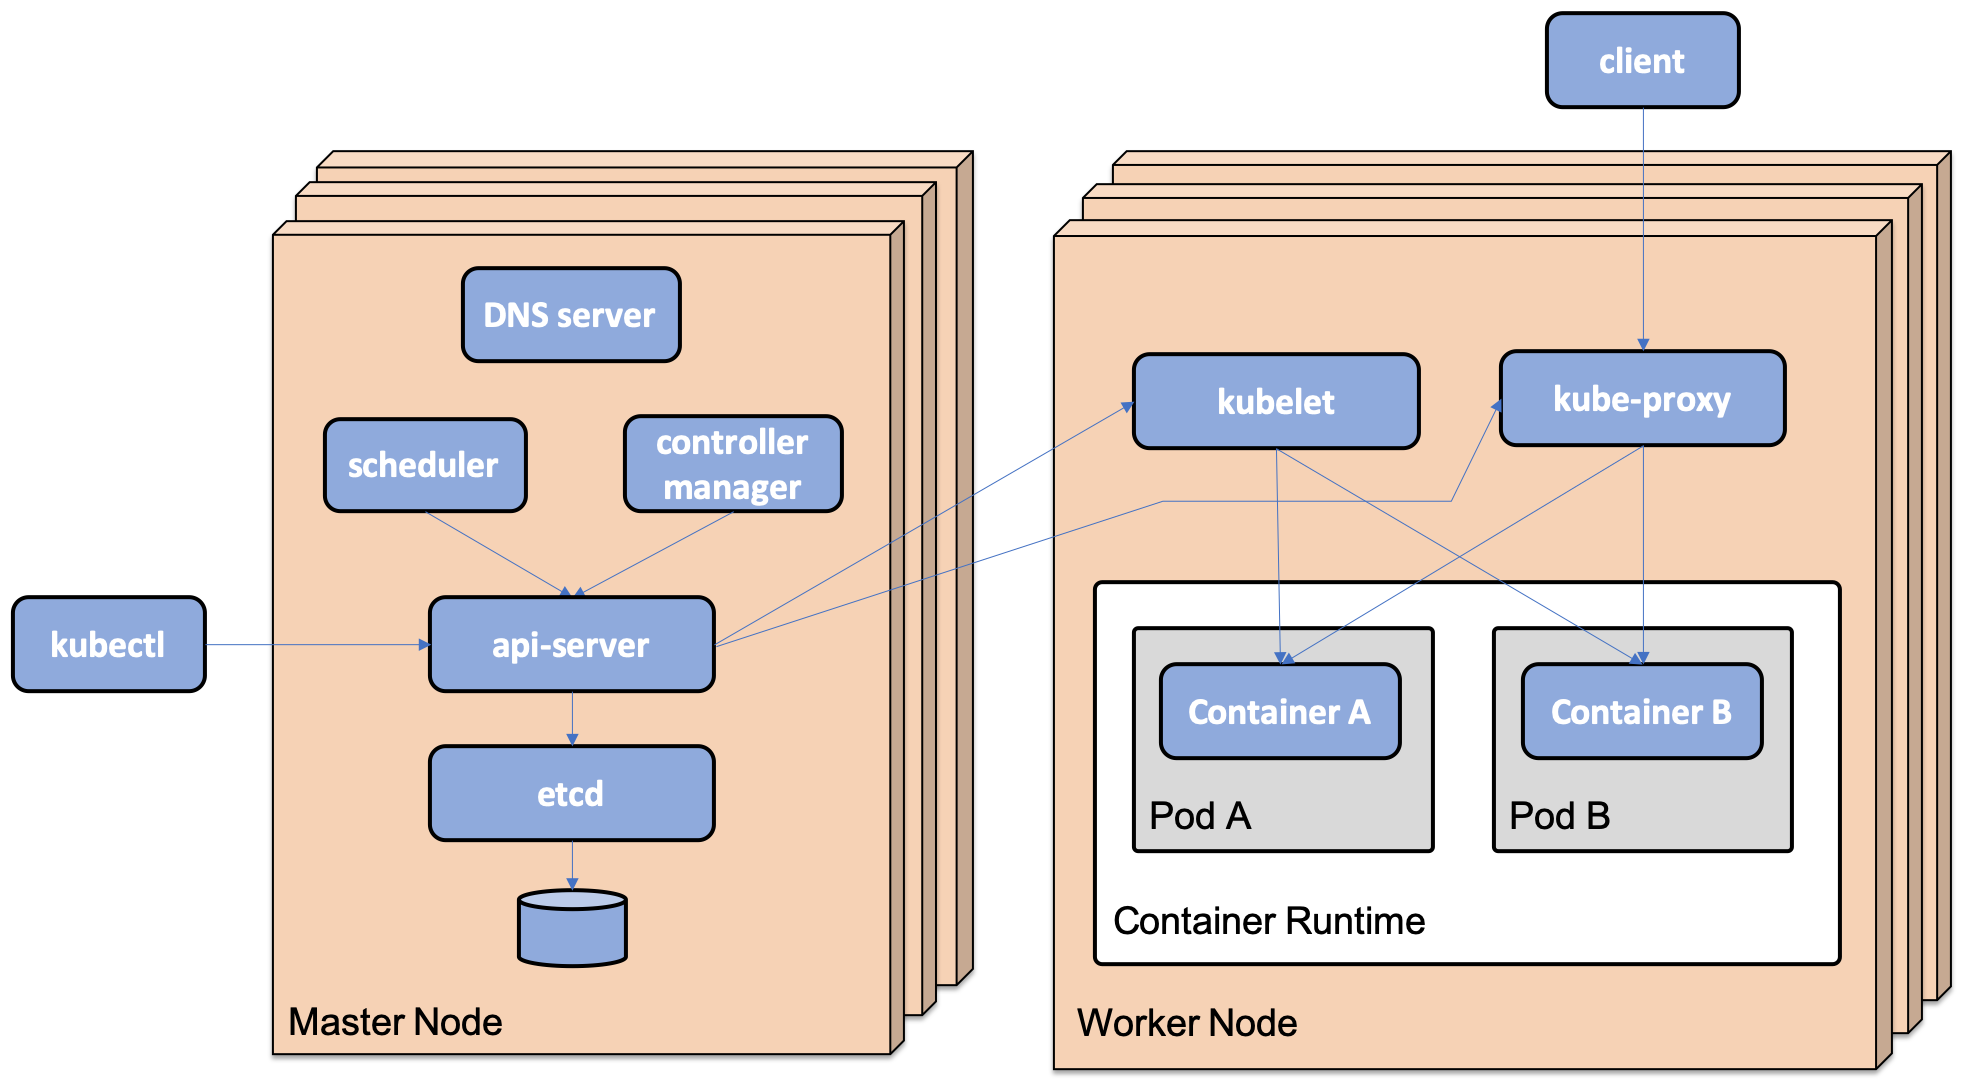 client
DNS server
scheduler
controller
manager
kubectl
api-server
etcd
Master Node
kubelet
kube-proxy
Container A
Container B
Pod A
Pod B
Container Runtime
Worker Node